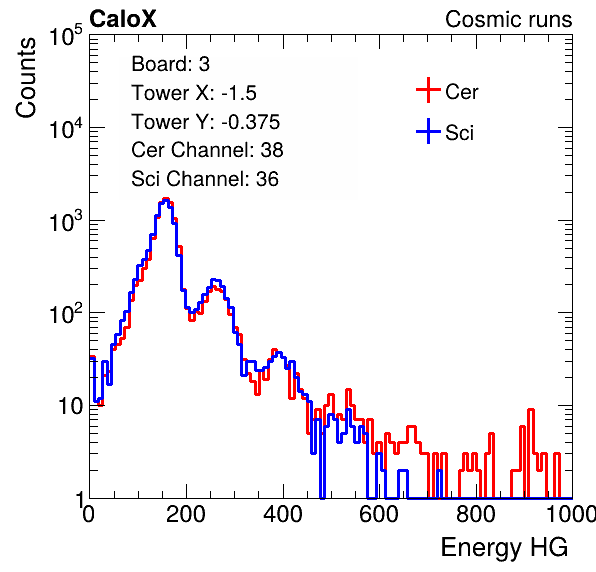 CaloX Cosmic runs
Counts
10^5
10^4
10^3
10^2
10
1
Board: 3
Tower X: -1.5
Tower Y: -0.375
Cer Channel: 38
Sci Channel: 36
Cer
Sci
0 200 400 600 800 1000
Energy HG